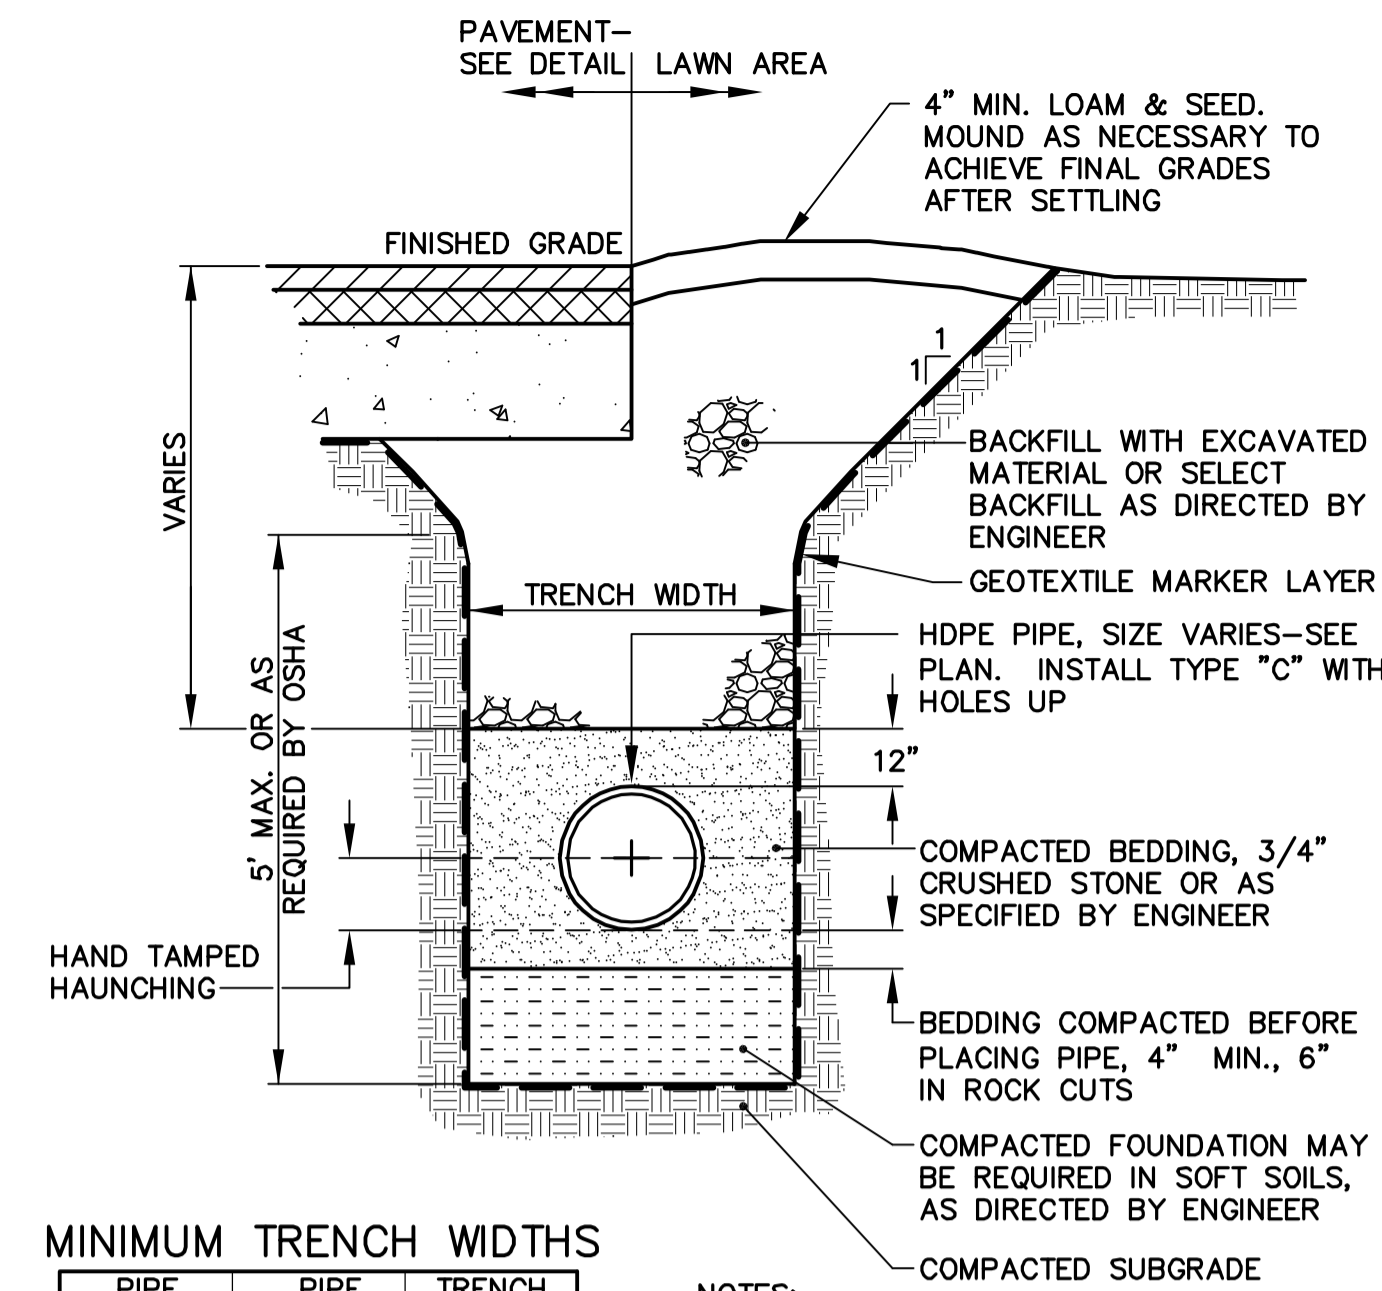 PAVEMENT-
SEE DETAIL
LAWN AREA
4" MIN. LOAM & SEED.
MOUND AS NECESSARY TO
ACHIEVE FINAL GRADES
AFTER SETTLING
FINISHED GRADE
1
1
VARIES
BACKFILL WITH EXCAVATED
MATERIAL OR SELECT
BACKFILL AS DIRECTED BY
ENGINEER
GEOTEXTILE MARKER LAYER
TRENCH WIDTH
HDPE PIPE, SIZE VARIES-SEE
PLAN. INSTALL TYPE "C" WITH
HOLES UP
5' MAX. OR AS
REQUIRED BY OSHA
12"
COMPACTED BEDDING, 3/4"
CRUSHED STONE OR AS
SPECIFIED BY ENGINEER
HAND TAMPED
HAUNCHING
BEDDING COMPACTED BEFORE
PLACING PIPE, 4" MIN., 6"
IN ROCK CUTS
COMPACTED FOUNDATION MAY
BE REQUIRED IN SOFT SOILS,
AS DIRECTED BY ENGINEER
COMPACTED SUBGRADE
MINIMUM TRENCH WIDTHS
PIPE PIPE TRENCH
NOTES: